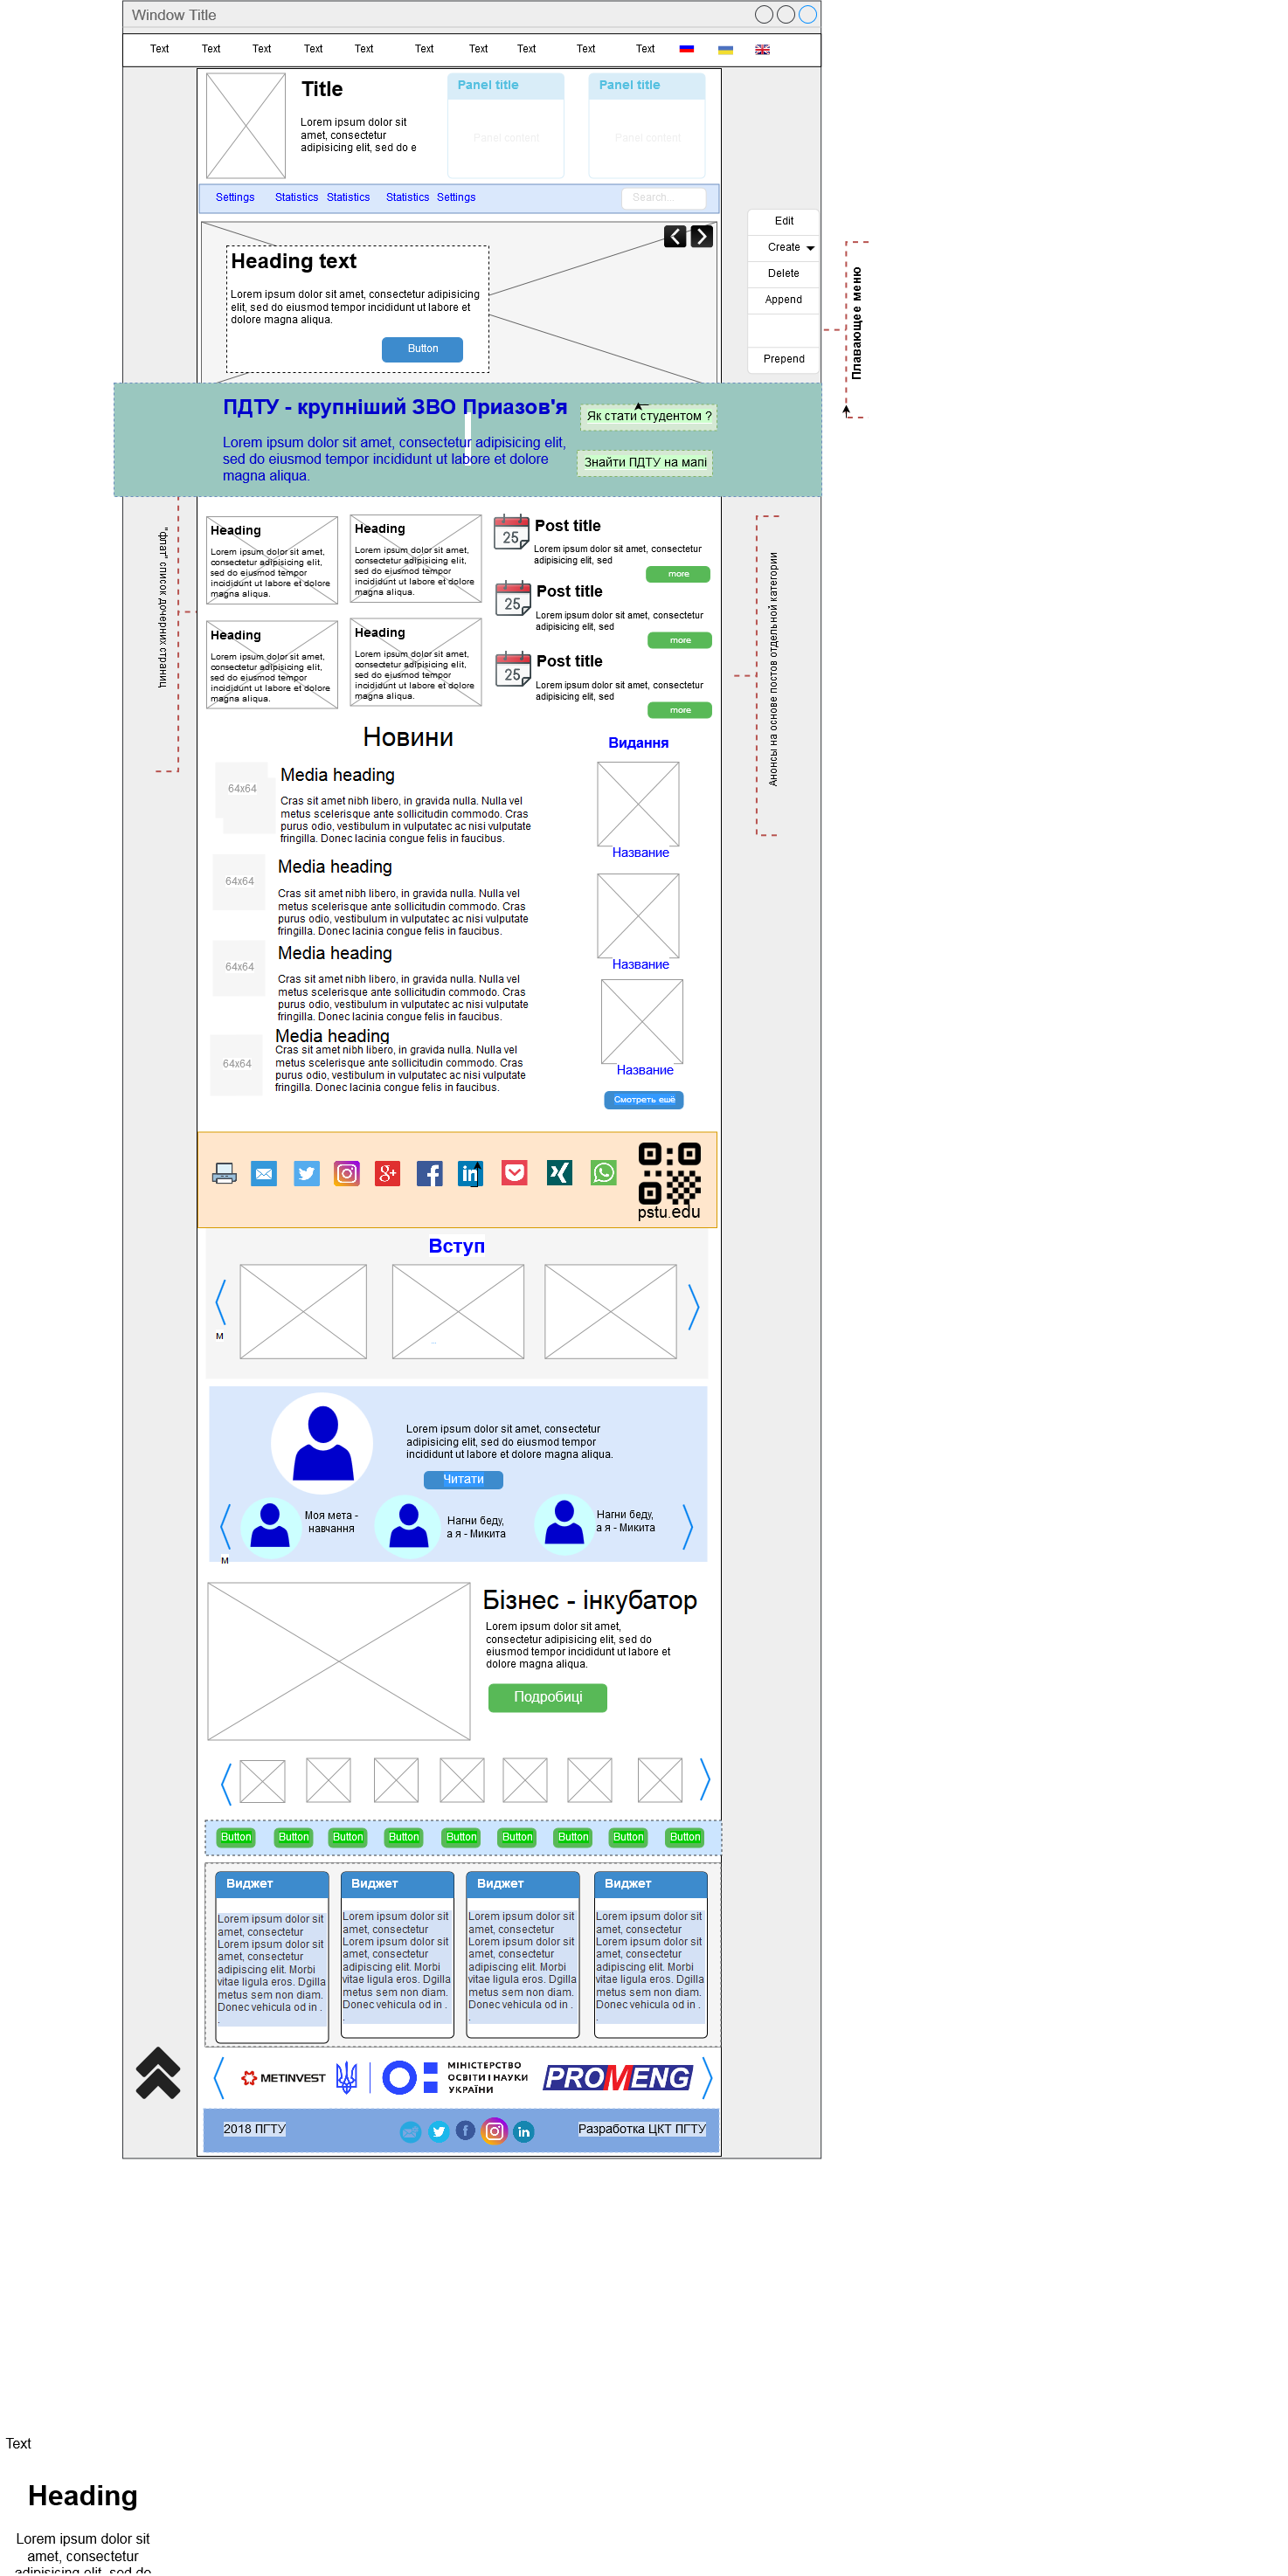 Window Title
Text Text Text Text Text Text Text Text Text Text
Title
Lorem ipsum dolor sit
amet, consectetur
adipisicing elit, sed do e
Panel title
Panel content
Panel title
Panel content
Settings Statistics Statistics Statistics Settings
Search...
Edit
Create
Delete
Append
Prepend
Плавающее меню
Heading text
Lorem ipsum dolor sit amet, consectetur adipisicing
elit, sed do eiusmod tempor incididunt ut labore et
dolore magna aliqua.
Button
ПДТУ - крупніший ЗВО Приазов'я
Lorem ipsum dolor sit amet, consectetur adipisicing elit,
sed do eiusmod tempor incididunt ut labore et dolore
magna aliqua.
Як стати студентом ?
Знайти ПДТУ на мапі
"флат" список дочерних страниц
Heading
Lorem ipsum dolor sit amet,
consectetur adipisicing elit,
sed do eiusmod tempor
incididunt ut labore et dolore
magna aliqua.
Heading
Lorem ipsum dolor sit amet,
consectetur adipisicing elit,
sed do eiusmod tempor
incididunt ut labore et dolore
magna aliqua.
Heading
Lorem ipsum dolor sit amet,
consectetur adipisicing elit,
sed do eiusmod tempor
incididunt ut labore et dolore
magna aliqua.
Heading
Lorem ipsum dolor sit amet,
consectetur adipisicing elit,
sed do eiusmod tempor
incididunt ut labore et dolore
magna aliqua.
25
Post title
Lorem ipsum dolor sit amet, consectetur
adipisicing elit, sed
more
25
Post title
Lorem ipsum dolor sit amet, consectetur
adipisicing elit, sed
more
25
Post title
Lorem ipsum dolor sit amet, consectetur
adipisicing elit, sed
more
Анонсы на основе постов отдельной категории
Новини
64x64
Media heading
Cras sit amet nibh libero, in gravida nulla. Nulla vel
metus scelerisque ante sollicitudin commodo. Cras
purus odio, vestibulum in vulputatec ac nisi vulputate
fringilla. Donec lacinia congue felis in faucibus.
64x64
Media heading
Cras sit amet nibh libero, in gravida nulla. Nulla vel
metus scelerisque ante sollicitudin commodo. Cras
purus odio, vestibulum in vulputatec ac nisi vulputate
fringilla. Donec lacinia congue felis in faucibus.
64x64
Media heading
Cras sit amet nibh libero, in gravida nulla. Nulla vel
metus scelerisque ante sollicitudin commodo. Cras
purus odio, vestibulum in vulputatec ac nisi vulputate
fringilla. Donec lacinia congue felis in faucibus.
64x64
Media heading
Cras sit amet nibh libero, in gravida nulla. Nulla vel
metus scelerisque ante sollicitudin commodo. Cras
purus odio, vestibulum in vulputatec ac nisi vulputate
fringilla. Donec lacinia congue felis in faucibus.
Видання
Название
Название
Название
Смотреть ешё
pstu.edu
Вступ
м
Lorem ipsum dolor sit amet, consectetur
adipisicing elit, sed do eiusmod tempor
incididunt ut labore et dolore magna aliqua.
Читати
Моя мета -
навчання
Нагни беду,
а я - Микита
Нагни беду,
а я - Микита
м
Бізнес - інкубатор
Lorem ipsum dolor sit amet,
consectetur adipisicing elit, sed do
eiusmod tempor incididunt ut labore et
dolore magna aliqua.
Подробиці
Button Button Button Button Button Button Button Button Button
Виджет
Lorem ipsum dolor sit
amet, consectetur
Lorem ipsum dolor sit
amet, consectetur
adipiscing elit. Morbi
vitae ligula eros. Dgilla
metus sem non diam.
Donec vehicula od in .
.
Виджет
Lorem ipsum dolor sit
amet, consectetur
Lorem ipsum dolor sit
amet, consectetur
adipiscing elit. Morbi
vitae ligula eros. Dgilla
metus sem non diam.
Donec vehicula od in .
.
Виджет
Lorem ipsum dolor sit
amet, consectetur
Lorem ipsum dolor sit
amet, consectetur
adipiscing elit. Morbi
vitae ligula eros. Dgilla
metus sem non diam.
Donec vehicula od in .
.
Виджет
Lorem ipsum dolor sit
amet, consectetur
Lorem ipsum dolor sit
amet, consectetur
adipiscing elit. Morbi
vitae ligula eros. Dgilla
metus sem non diam.
Donec vehicula od in .
.
METINVEST
МІНІСТЕРСТВО
ОСВІТИ І НАУКИ
УКРАЇНИ
PROMENG
2018 ПГТУ
Разработка ЦКТ ПГТУ
Text
Heading
Lorem ipsum dolor sit
amet, consectetur
adipisicing elit, sed do